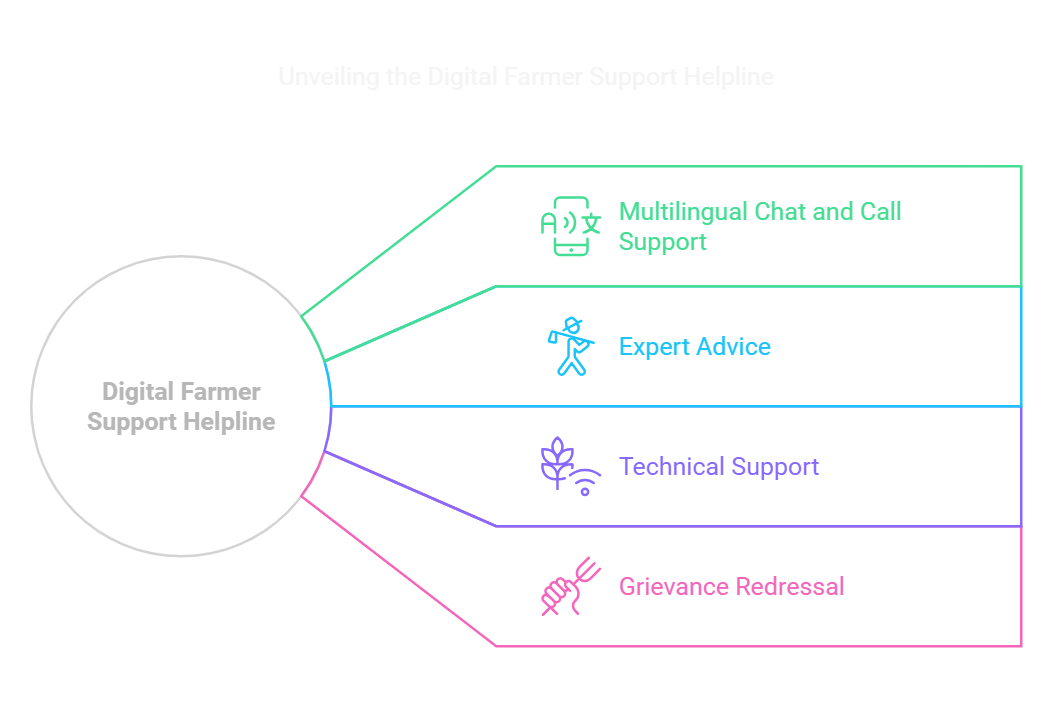 Unveiling the Digital Farmer Support Helpline
Digital Farmer
Support Helpline
Multilingual Chat and Call
Support
Expert Advice
Technical Support
Grievance Redressal